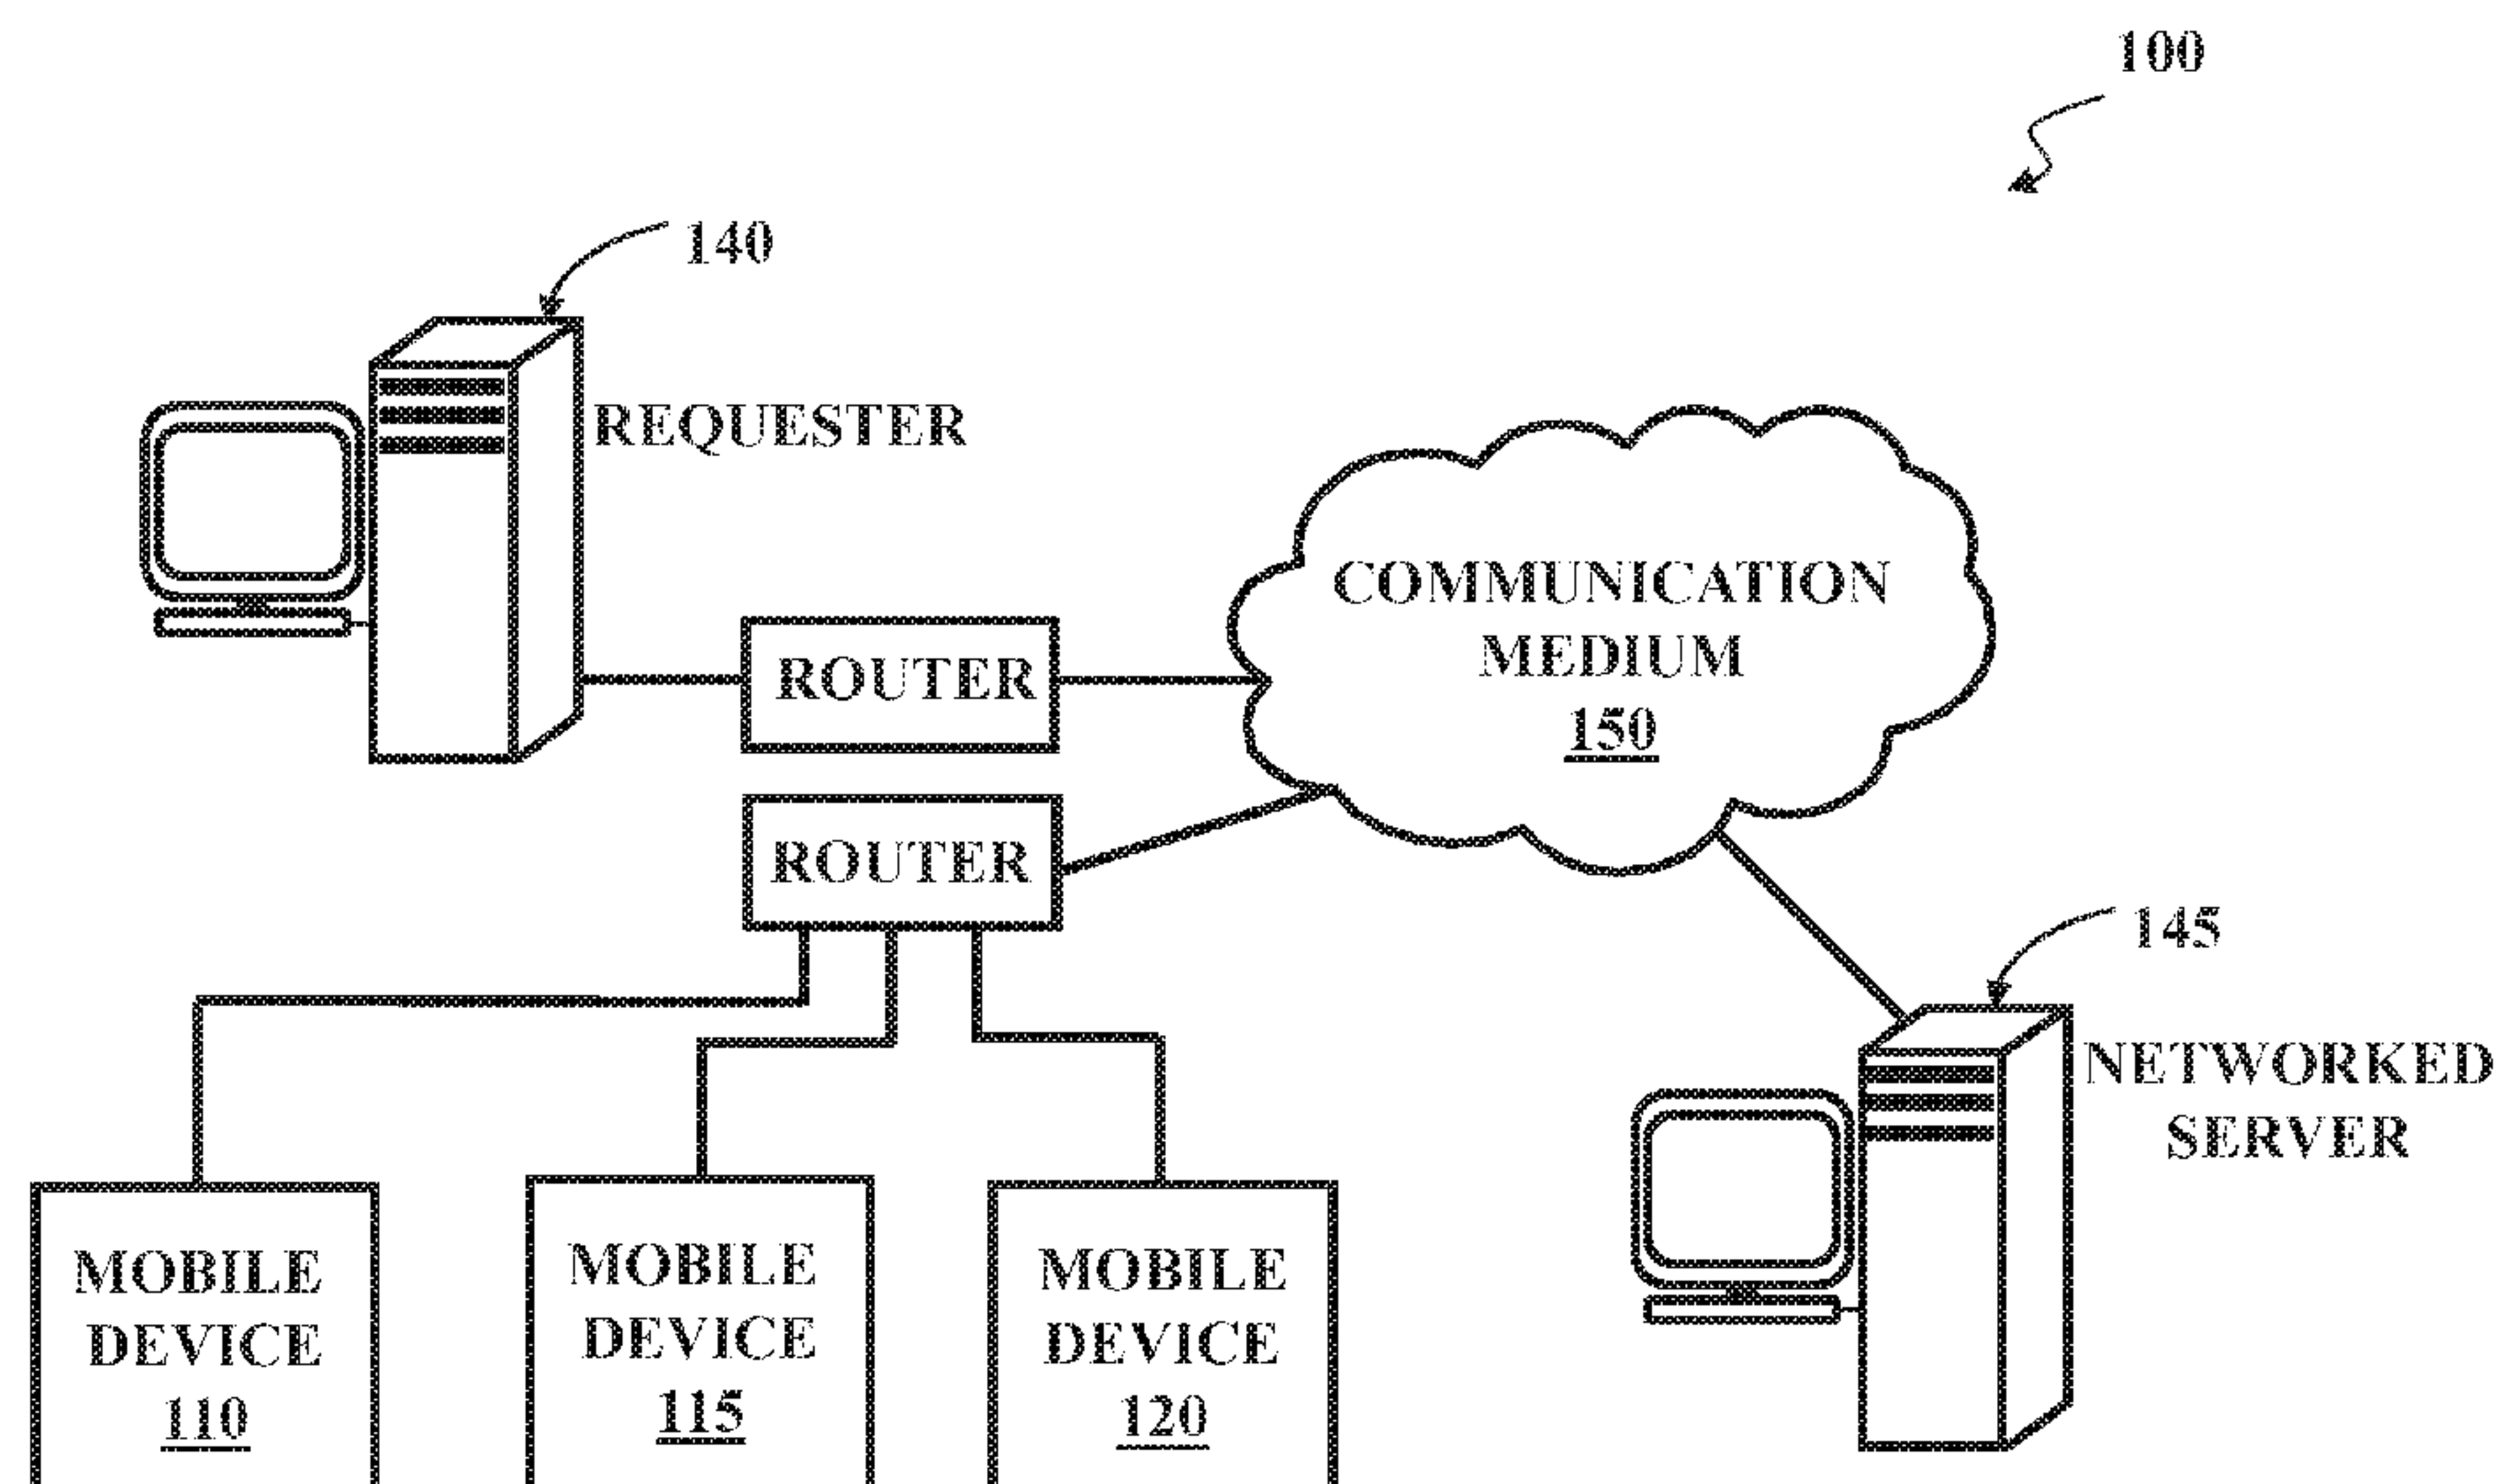 100
140
REQUESTER
COMMUNICATION
MEDIUM
150
ROUTER
ROUTER
145
NETWORKED
SERVER
MOBILE
DEVICE
110
MOBILE
DEVICE
115
MOBILE
DEVICE
120